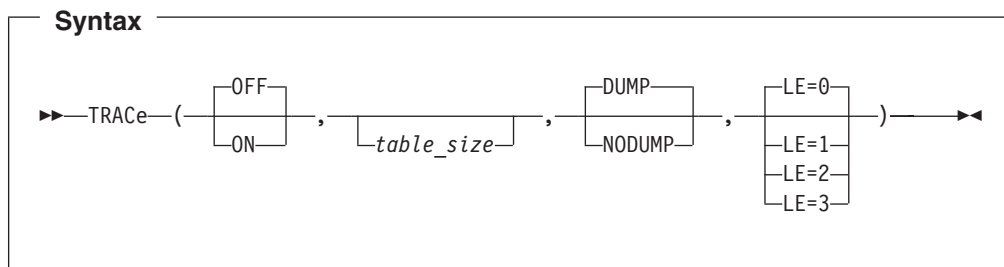 Syntax
OFF DUMP LE=0
►►—TRACe—(— , , , )—►◄
ON table_size NODUMP LE=1
LE=2
LE=3